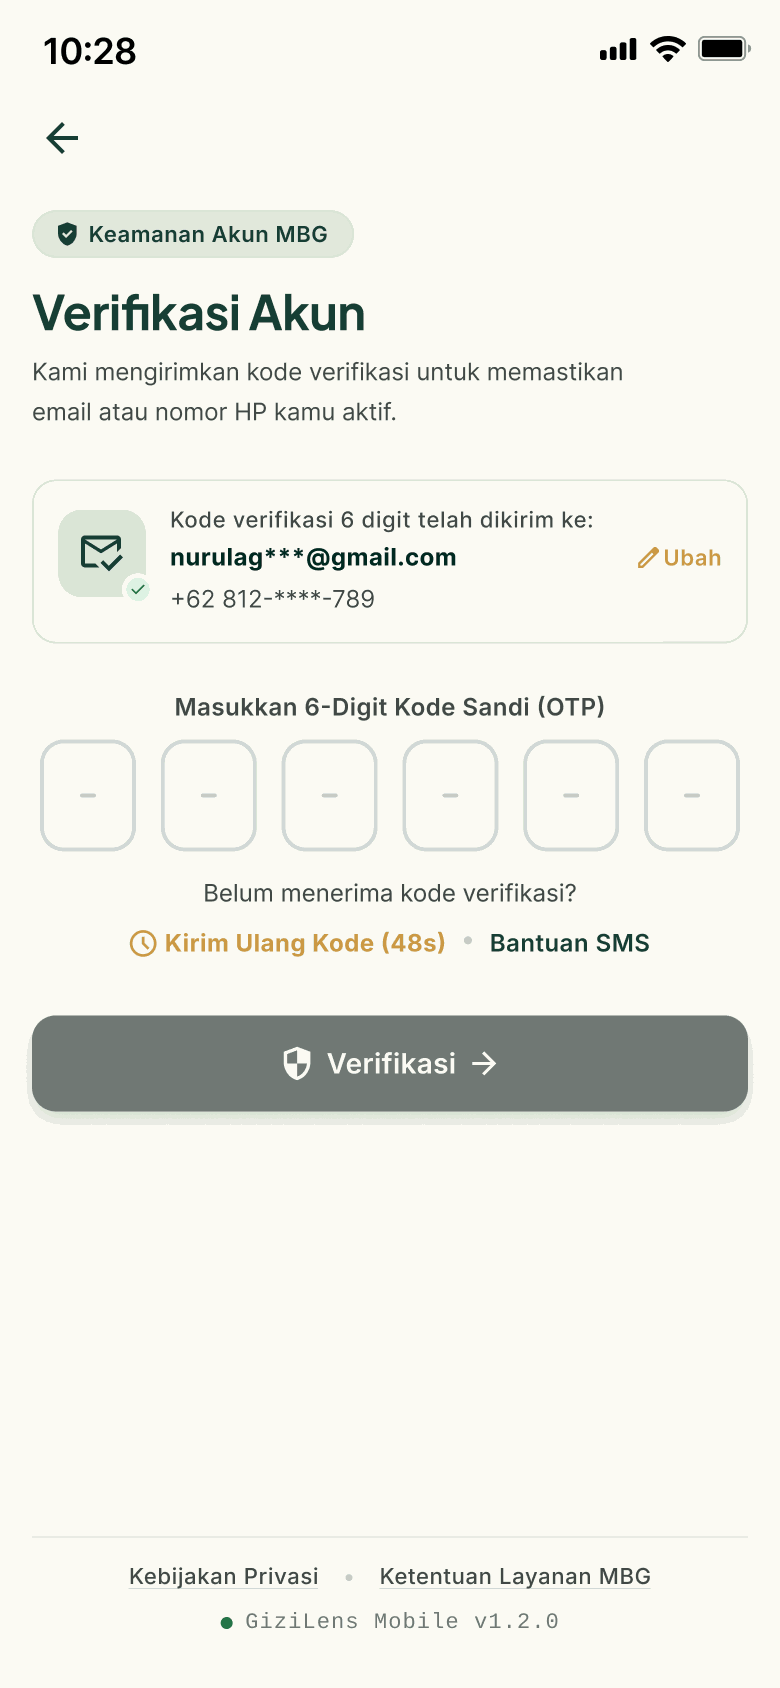 10:28
Keamanan Akun MBG
Verifikasi Akun
Kami mengirimkan kode verifikasi untuk memastikan
email atau nomor HP kamu aktif.
Kode verifikasi 6 digit telah dikirim ke:
nurulag***@gmail.com
Ubah
+62 812-****-789
Masukkan 6-Digit Kode Sandi (OTP)
– – – – – –
Belum menerima kode verifikasi?
Kirim Ulang Kode (48s) • Bantuan SMS
Verifikasi →
Kebijakan Privasi • Ketentuan Layanan MBG
GiziLens Mobile v1.2.0